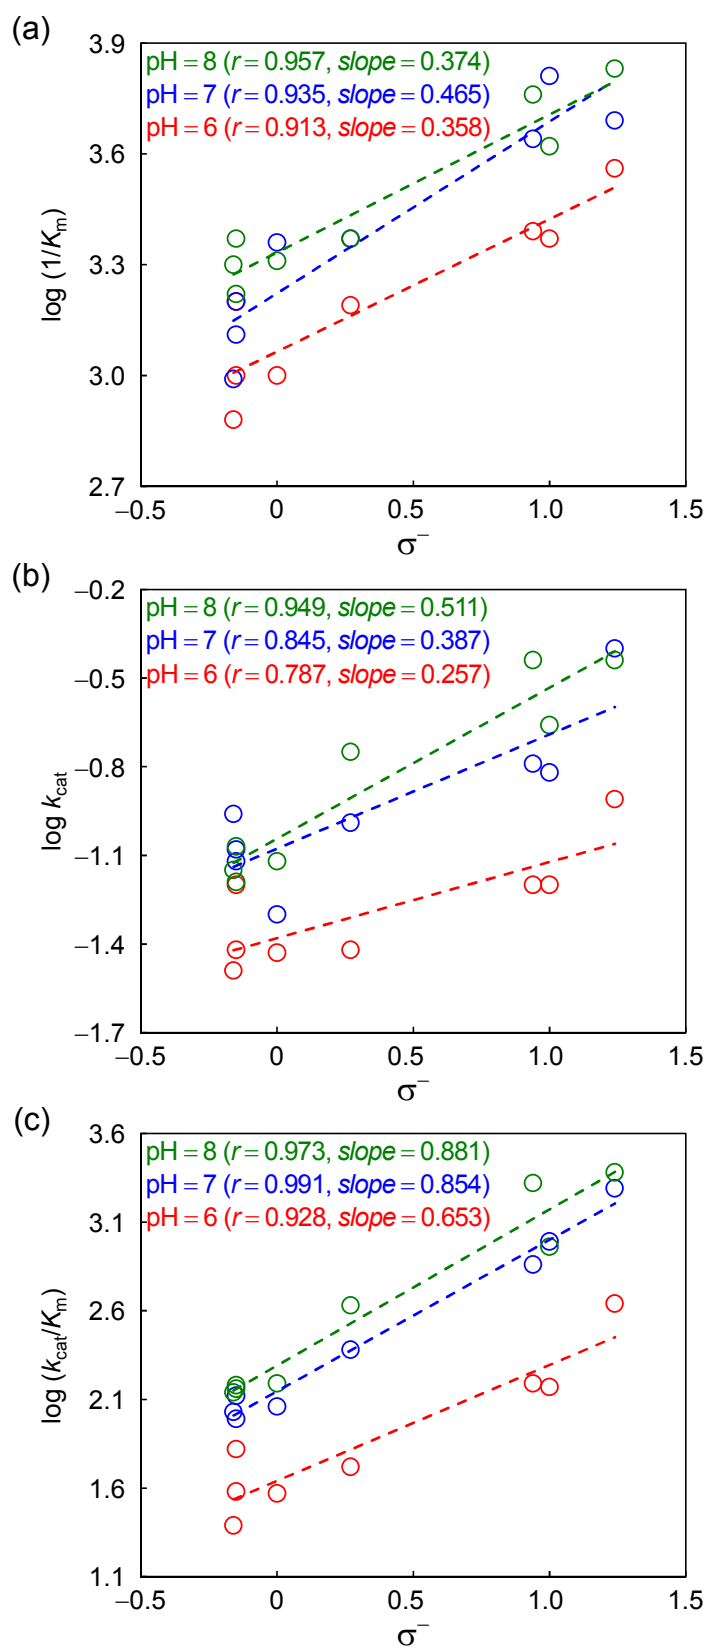 (a)
3.9
pH = 8 (r = 0.957, slope = 0.374)
pH = 7 (r = 0.935, slope = 0.465)
pH = 6 (r = 0.913, slope = 0.358)
3.6
log (1/Km)
3.3
3.0
2.7
−0.5 0 0.5 1.0 1.5
σ−
(b)
−0.2
pH = 8 (r = 0.949, slope = 0.511)
pH = 7 (r = 0.845, slope = 0.387)
pH = 6 (r = 0.787, slope = 0.257)
−0.5
log kcat
−0.8
−1.1
−1.4
−1.7
−0.5 0 0.5 1.0 1.5
σ−
(c)
3.6
pH = 8 (r = 0.973, slope = 0.881)
pH = 7 (r = 0.991, slope = 0.854)
pH = 6 (r = 0.928, slope = 0.653)
3.1
log (kcat/Km)
2.6
2.1
1.6
1.1
−0.5 0 0.5 1.0 1.5
σ−